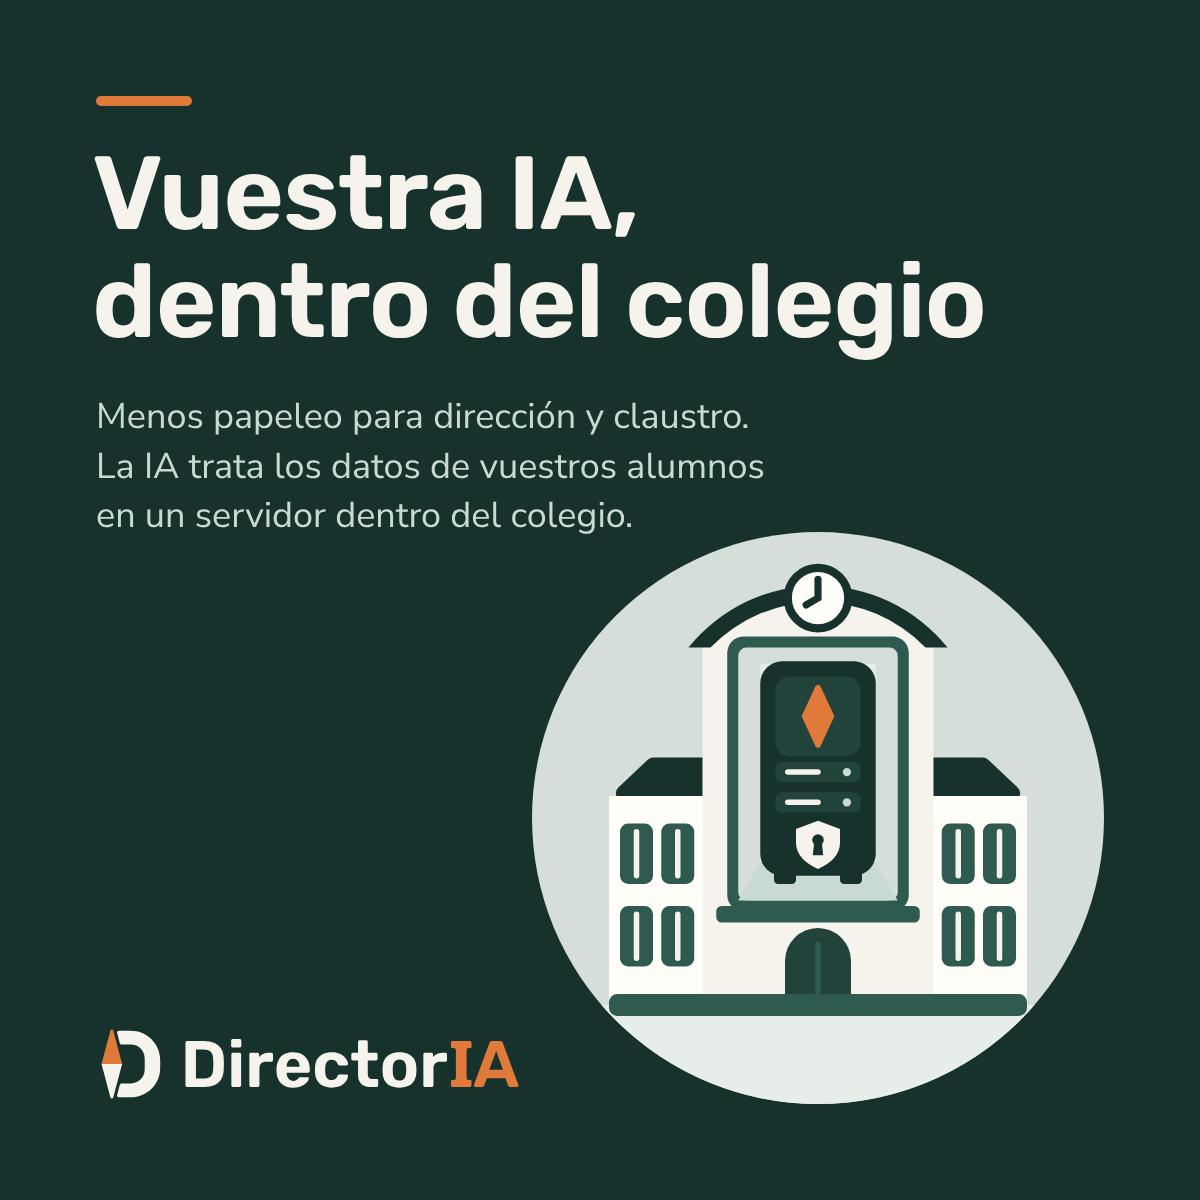 Vuestra IA,
dentro del colegio
Menos papeleo para dirección y claustro.
La IA trata los datos de vuestros alumnos
en un servidor dentro del colegio.
DirectorIA